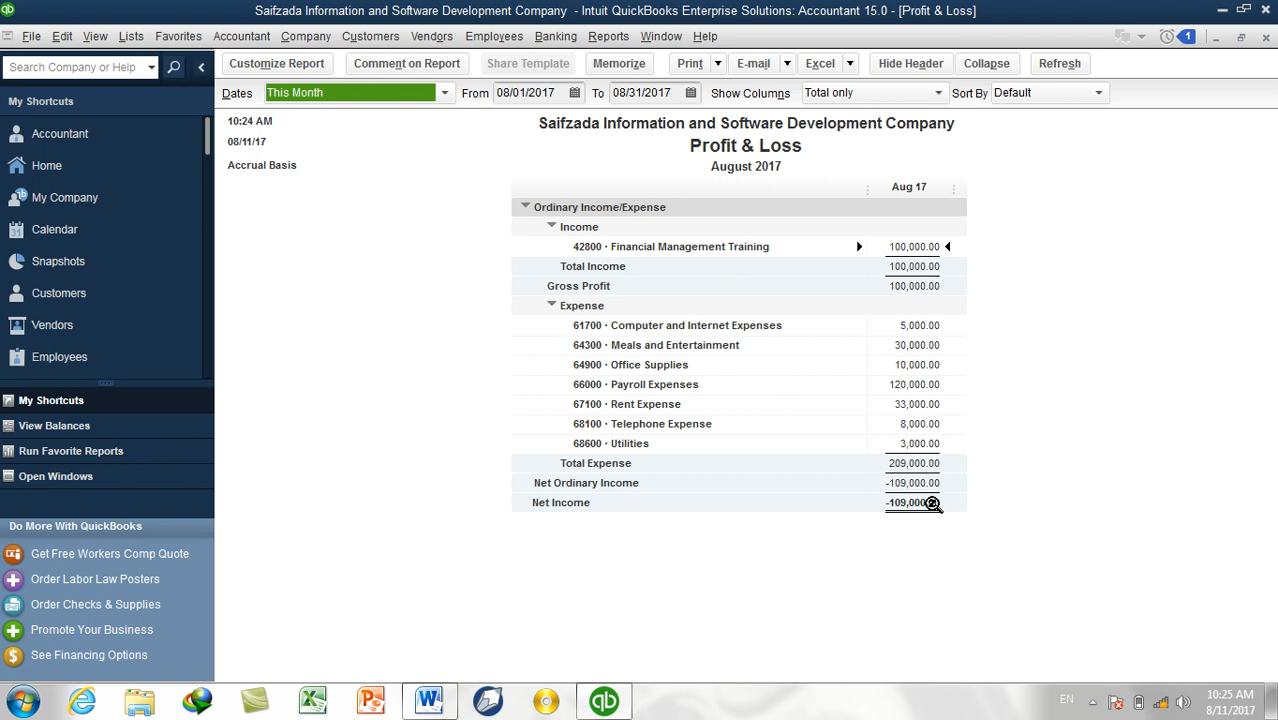 Saifzada Information and Software Development Company - Intuit QuickBooks Enterprise Solutions: Accountant 15.0 - [Profit & Loss]
File Edit View Lists Favorites Accountant Company Customers Vendors Employees Banking Reports Window Help
1
Search Company or Help
Customize Report Comment on Report Share Template Memorize Print E-mail Excel Hide Header Collapse Refresh
Dates This Month From 08/01/2017 To 08/31/2017 Show Columns Total only Sort By Default
My Shortcuts
Accountant
Home
My Company
Calendar
Snapshots
Customers
Vendors
Employees
My Shortcuts
View Balances
Run Favorite Reports
Open Windows
Do More With QuickBooks
Get Free Workers Comp Quote
Order Labor Law Posters
Order Checks & Supplies
Promote Your Business
See Financing Options
10:24 AM
08/11/17
Accrual Basis
Saifzada Information and Software Development Company
Profit & Loss
August 2017
Aug 17
Ordinary Income/Expense
Income
42800 · Financial Management Training 100,000.00
Total Income 100,000.00
Gross Profit 100,000.00
Expense
61700 · Computer and Internet Expenses 5,000.00
64300 · Meals and Entertainment 30,000.00
64900 · Office Supplies 10,000.00
66000 · Payroll Expenses 120,000.00
67100 · Rent Expense 33,000.00
68100 · Telephone Expense 8,000.00
68600 · Utilities 3,000.00
Total Expense 209,000.00
Net Ordinary Income -109,000.00
Net Income
EN
10:25 AM
8/11/2017